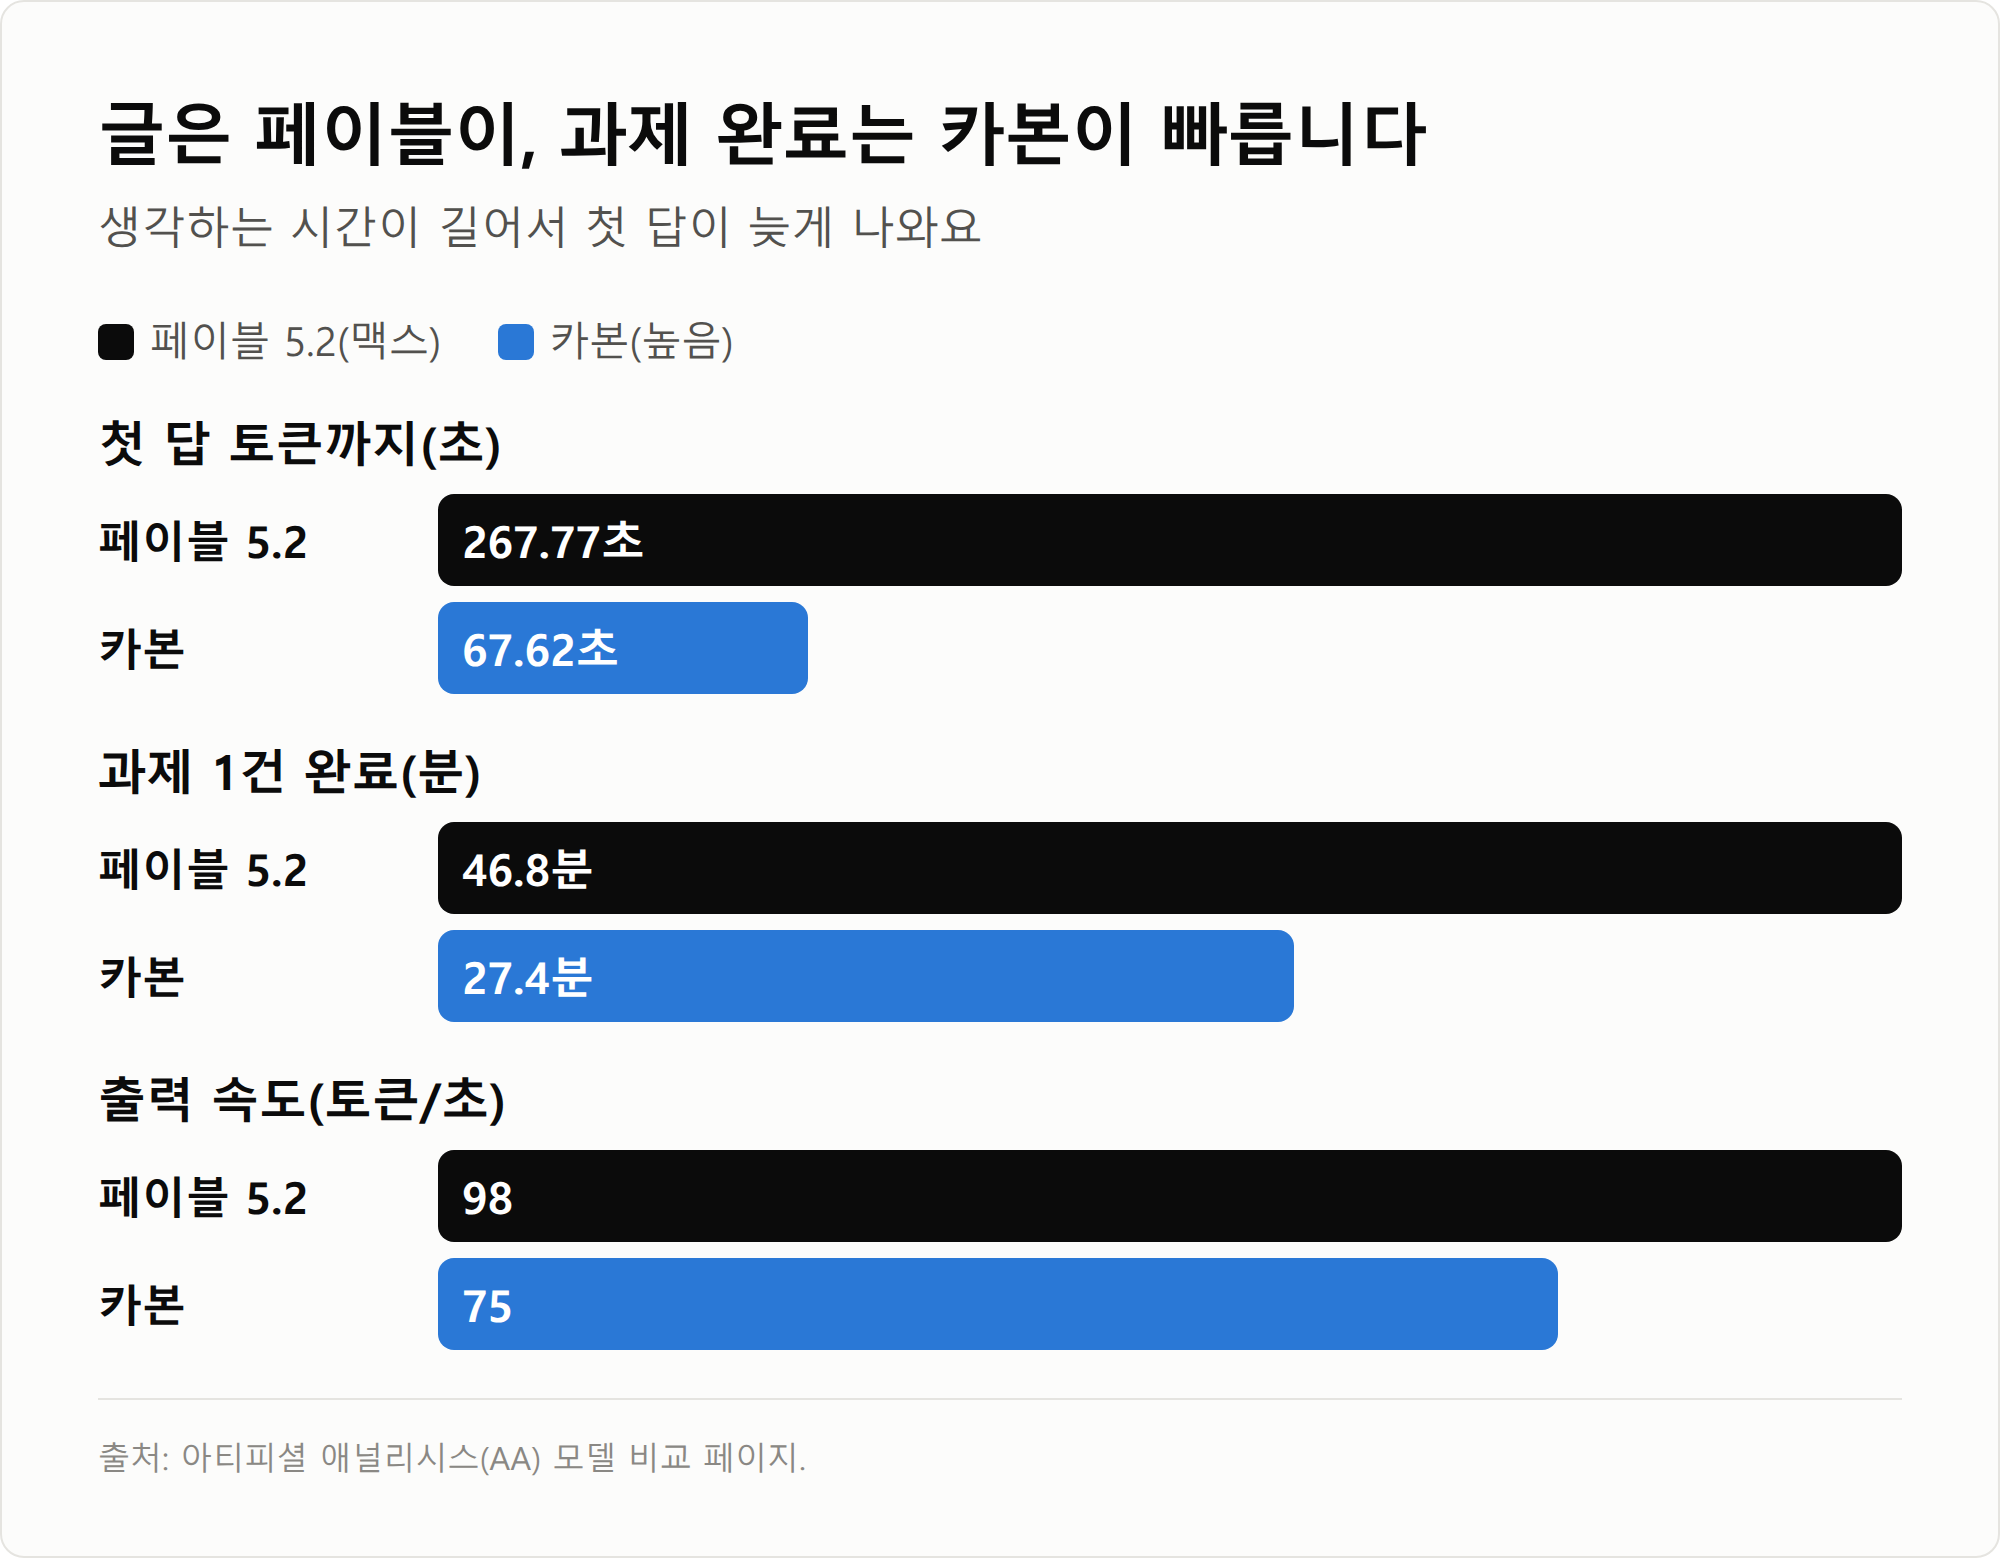 글은 페이블이, 과제 완료는 카본이 빠릅니다
생각하는 시간이 길어서 첫 답이 늦게 나와요
페이블 5.2(맥스) 카본(높음)
첫 답 토큰까지(초)
페이블 5.2 267.77초
카본 67.62초
과제 1건 완료(분)
페이블 5.2 46.8분
카본 27.4분
출력 속도(토큰/초)
페이블 5.2 98
카본 75
출처: 아티피셜 애널리시스(AA) 모델 비교 페이지.